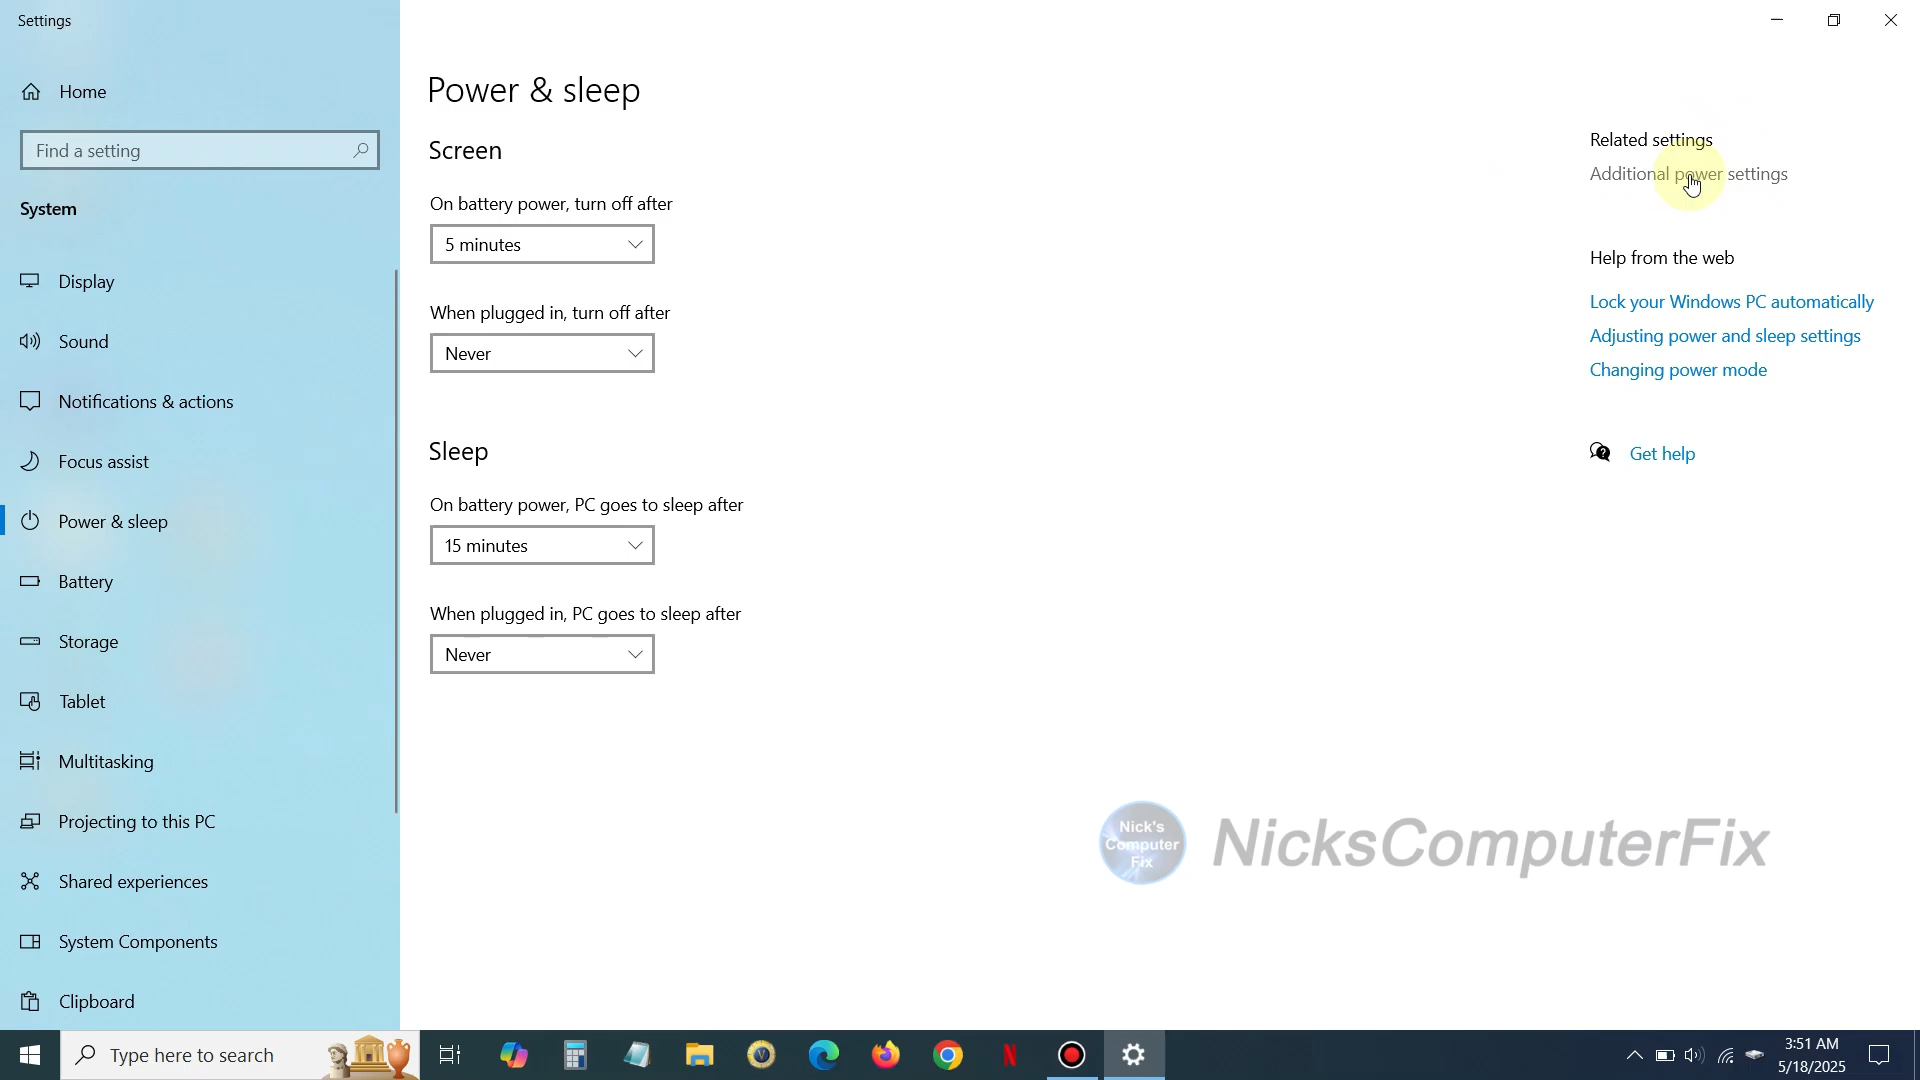 Settings
Home
Find a setting
System
Display
Sound
Notifications & actions
Focus assist
Power & sleep
Battery
Storage
Tablet
Multitasking
Projecting to this PC
Shared experiences
System Components
Clipboard
Power & sleep
Screen
On battery power, turn off after
5 minutes
When plugged in, turn off after
Never
Sleep
On battery power, PC goes to sleep after
15 minutes
When plugged in, PC goes to sleep after
Never
Related settings
Additional power settings
Help from the web
Lock your Windows PC automatically
Adjusting power and sleep settings
Changing power mode
Get help
Nick's
Computer
Fix
NicksComputerFix
Type here to search
3:51 AM
5/18/2025